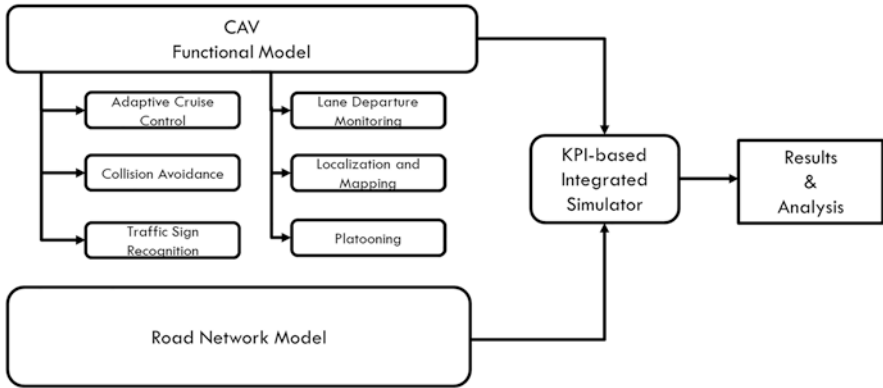 CAV
Functional Model
Adaptive Cruise
Control
Lane Departure
Monitoring
Collision Avoidance
Localization and
Mapping
Traffic Sign
Recognition
Platooning
KPI-based
Integrated
Simulator
Results
&
Analysis
Road Network Model